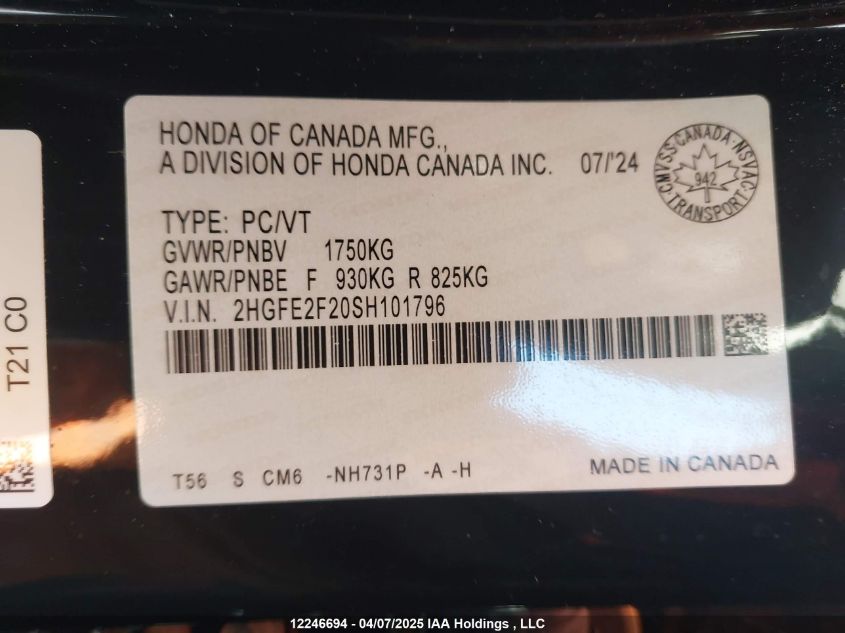 HONDA OF CANADA MFG.,
A DIVISION OF HONDA CANADA INC. 07/'24
CMVSS CANADA-NSVAC
942
TRANSPORT
TYPE: PC/VT
GVWR/PNBV 1750KG
GAWR/PNBE F 930KG R 825KG
V.I.N. 2HGFE2F20SH101796
T21 C0
T56 S CM6 -NH731P -A -H
MADE IN CANADA
12246694 - 04/07/2025 IAA Holdings , LLC